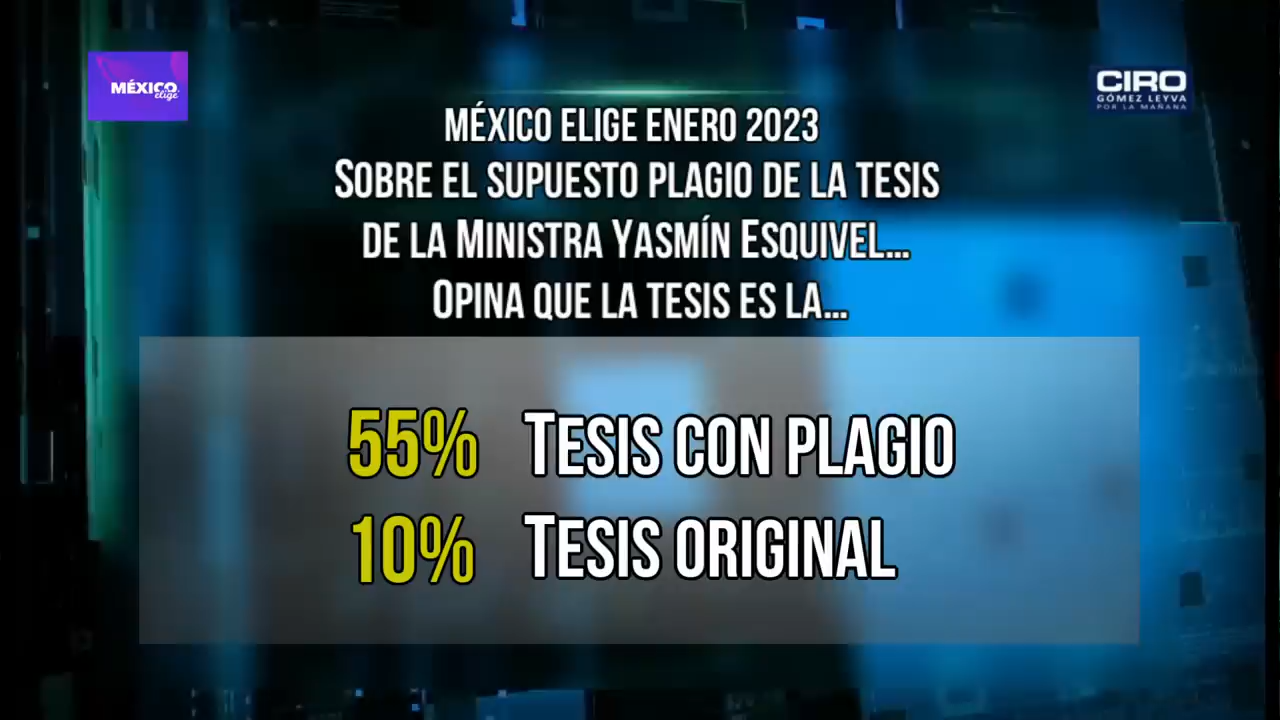 MÉXICO
elige
CIRO
GÓMEZ LEYVA
POR LA MAÑANA
MÉXICO ELIGE ENERO 2023
SOBRE EL SUPUESTO PLAGIO DE LA TESIS
DE LA MINISTRA YASMÍN ESQUIVEL...
OPINA QUE LA TESIS ES LA...
55% TESIS CON PLAGIO
10% TESIS ORIGINAL